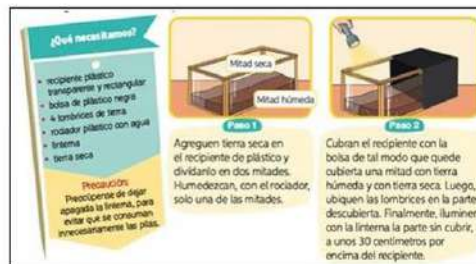 ¿Qué necesitamos?
• recipiente plástico
transparente y rectangular
• bolsa de plástico negra
• 4 lombrices de tierra
• rociador plástico con agua
• linterna
• tierra seca
Precaución:
Preocúpense de dejar
apagada la linterna, para
evitar que se consuman
innecesariamente las pilas.
Mitad seca
Mitad húmeda
Paso 1
Agreguen tierra seca en
el recipiente de plástico y
divídanlo en dos mitades.
Humedezcan, con el rociador,
solo una de las mitades.
Paso 2
Cubran el recipiente con la
bolsa de tal modo que quede
cubierta una mitad con tierra
húmeda y con tierra seca. Luego,
ubiquen las lombrices en la parte
descubierta. Finalmente, iluminen
con la linterna la parte sin cubrir,
a unos 30 centímetros por
encima del recipiente.